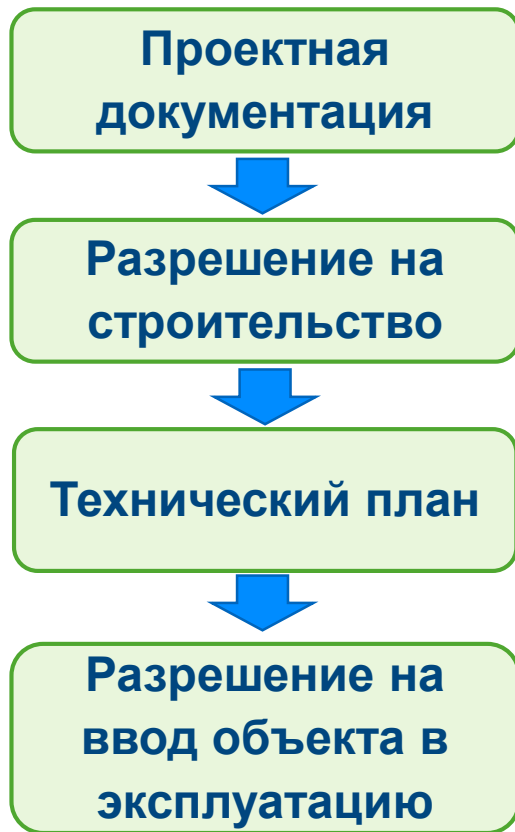 Проектная
документация
Разрешение на
строительство
Технический план
Разрешение на
ввод объекта в
эксплуатацию